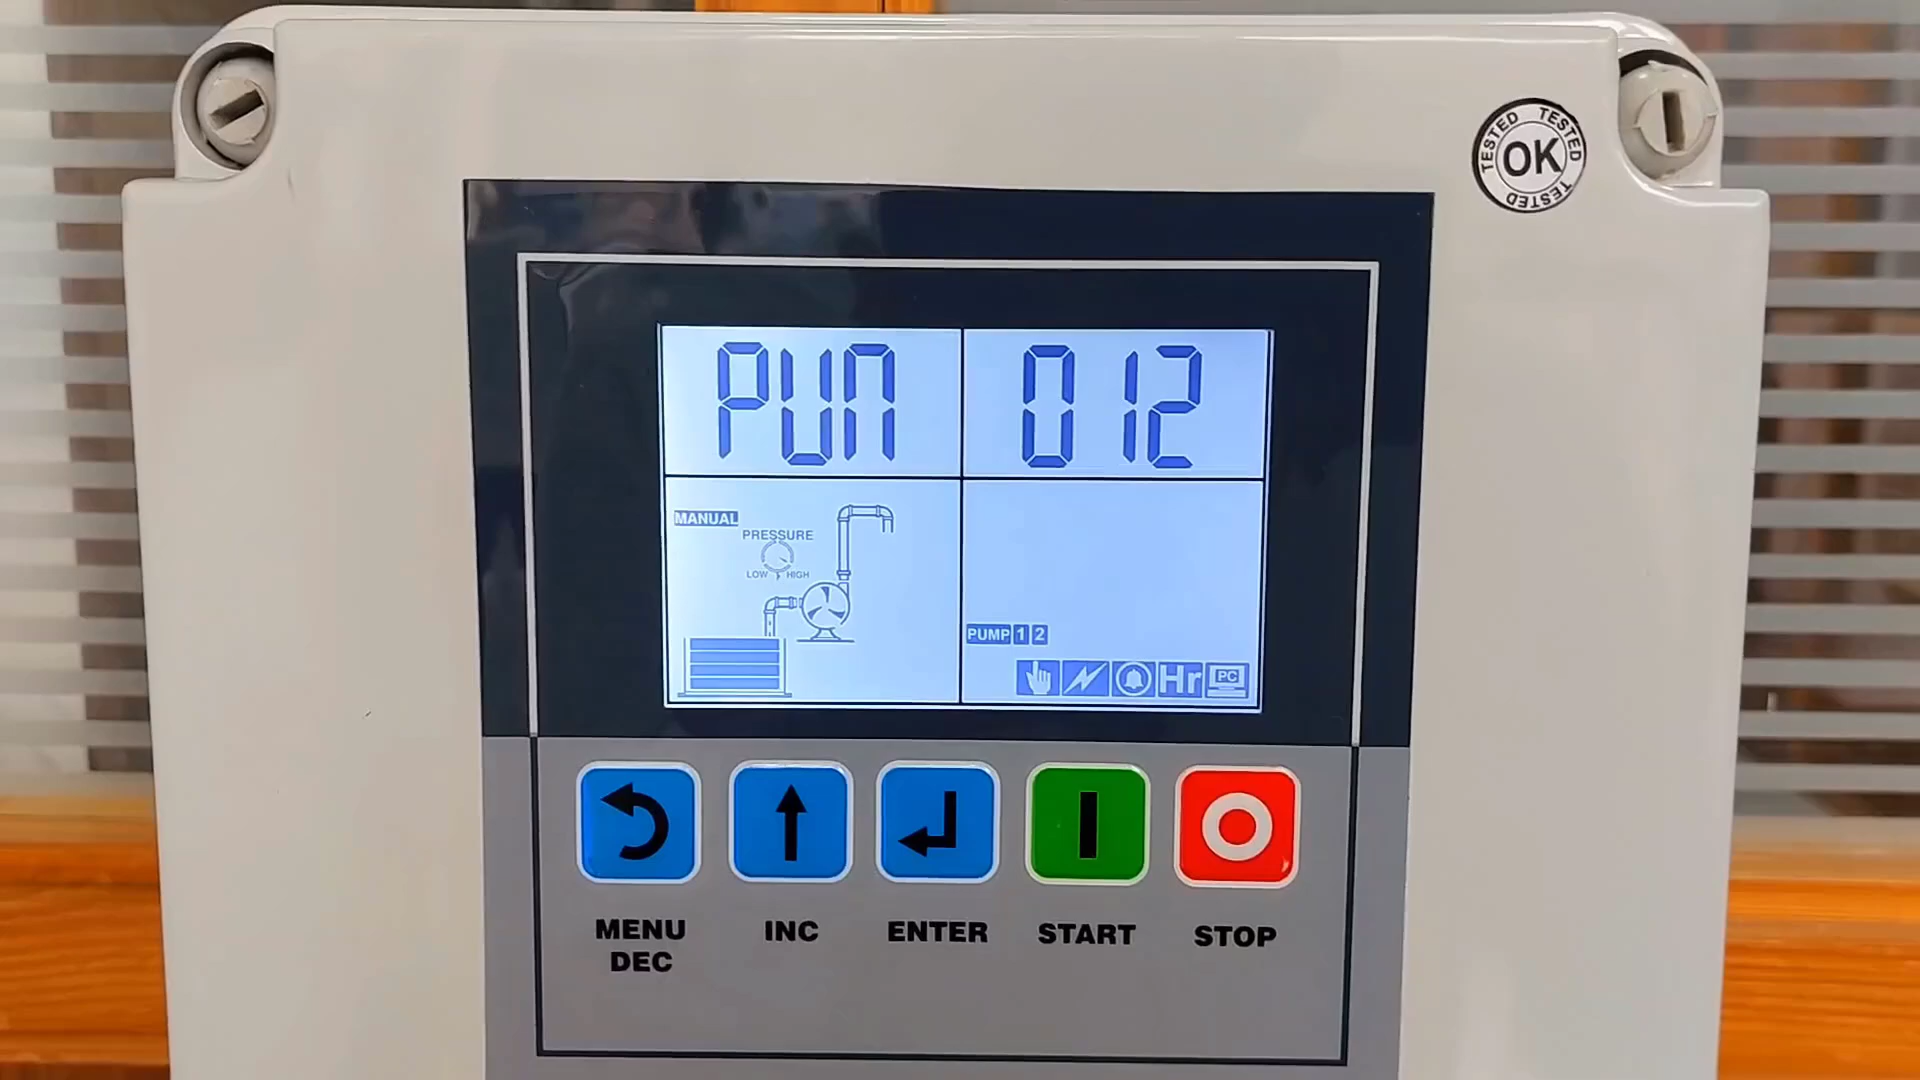 TESTED TESTED
OK
TESTED
PUM 012
MANUAL
PRESSURE
LOW HIGH
PUMP 1 2
Hr PC
MENU INC ENTER START STOP
DEC